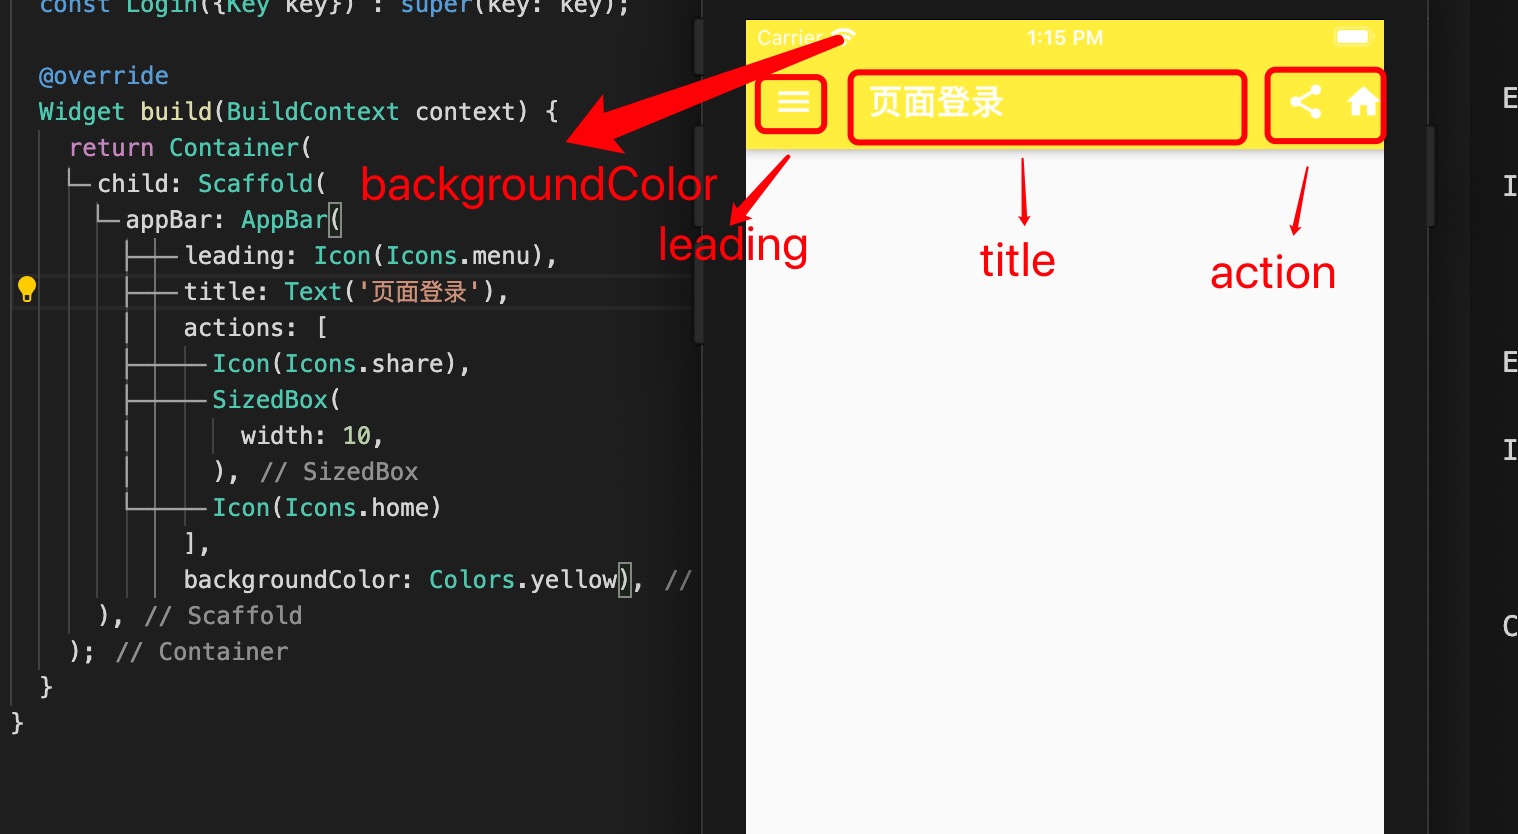 const Login({Key key}) : super(key: key);
@override
Widget build(BuildContext context) {
return Container(
child: Scaffold(
appBar: AppBar(
leading: Icon(Icons.menu),
title: Text('页面登录'),
actions: [
Icon(Icons.share),
SizedBox(
width: 10,
), // SizedBox
Icon(Icons.home)
],
backgroundColor: Colors.yellow), //
), // Scaffold
); // Container
}
}
Carrier 1:15 PM
页面登录
backgroundColor
leading
title
action
E
I
E
I
C